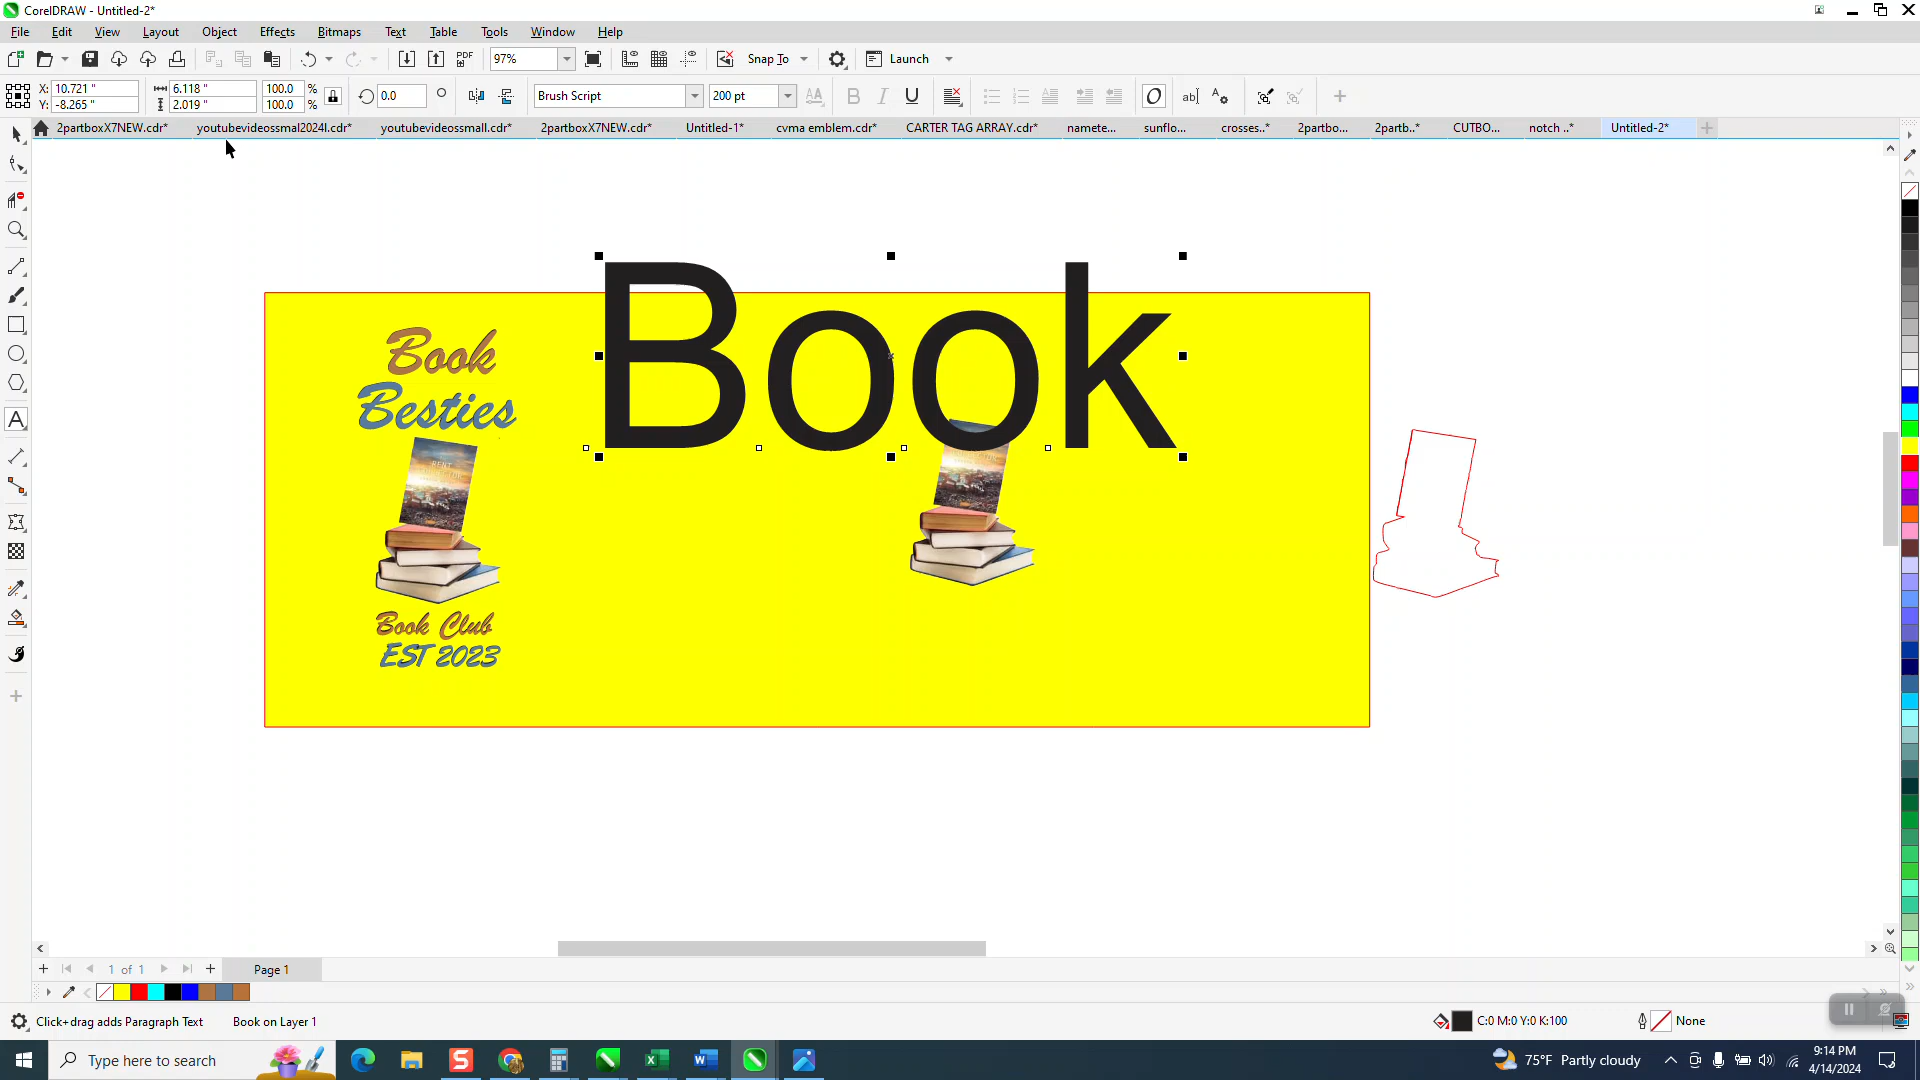 CorelDRAW - Untitled-2*
File Edit View Layout Object Effects Bitmaps Text Table Tools Window Help
PDF 97% Snap To Launch
X: 10.721 " 6.118 " 100.0 % 0.0 Brush Script 200 pt
Y: -8.265 " 2.019 " 100.0 %
2partboxX7NEW.cdr* youtubevideossmal2024l.cdr* youtubevideossmall.cdr* 2partboxX7NEW.cdr* Untitled-1* cvma emblem.cdr* CARTER TAG ARRAY.cdr* namete... sunflo... crosses..* 2partbo... 2partb..* CUTBO... notch ..* Untitled-2*
Book
Book
Besties
RENT
Book Club
EST 2023
1 of 1 Page 1
Click+drag adds Paragraph Text Book on Layer 1 C:0 M:0 Y:0 K:100 None
Type here to search 75°F Partly cloudy 9:14 PM
4/14/2024